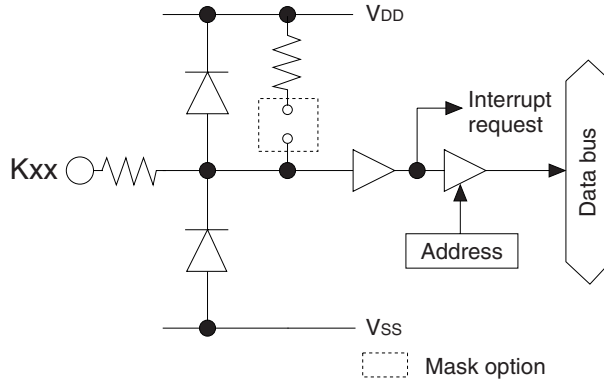 VDD
Interrupt
request
Kxx
Data bus
Address
VSS
Mask option